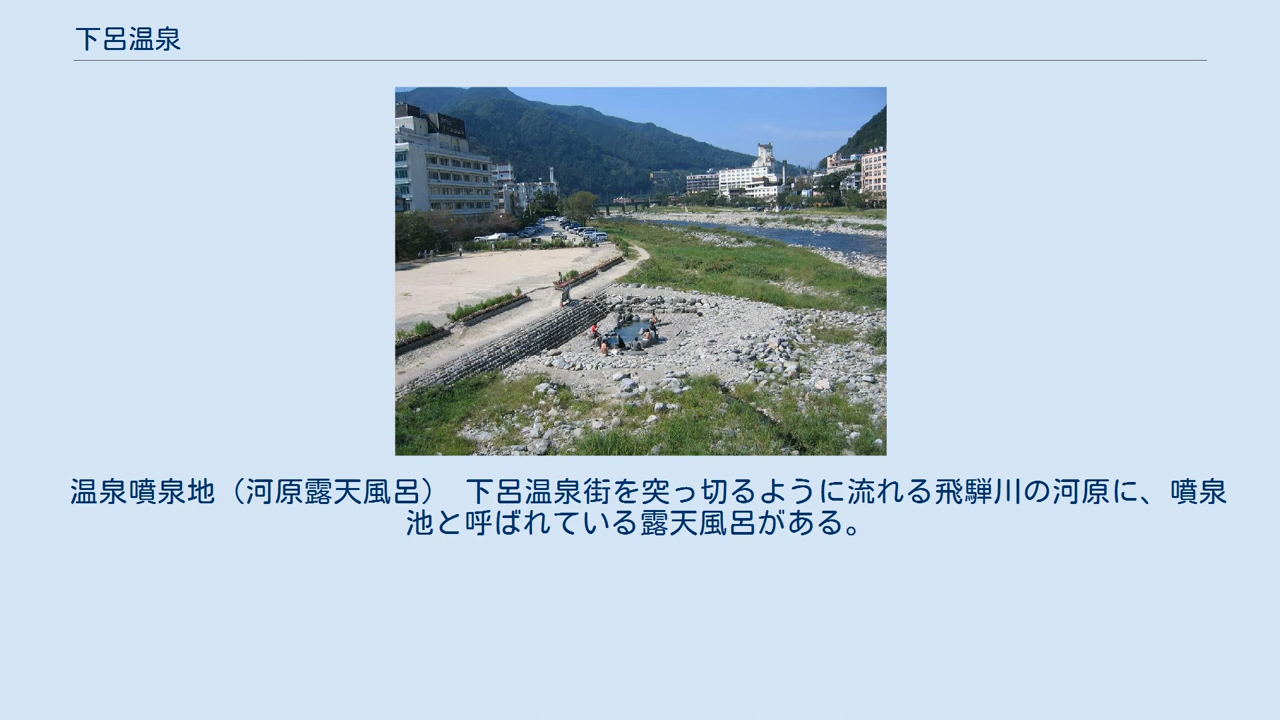 下呂温泉
温泉噴泉地（河原露天風呂）　下呂温泉街を突っ切るように流れる飛騨川の河原に、噴泉
池と呼ばれている露天風呂がある。